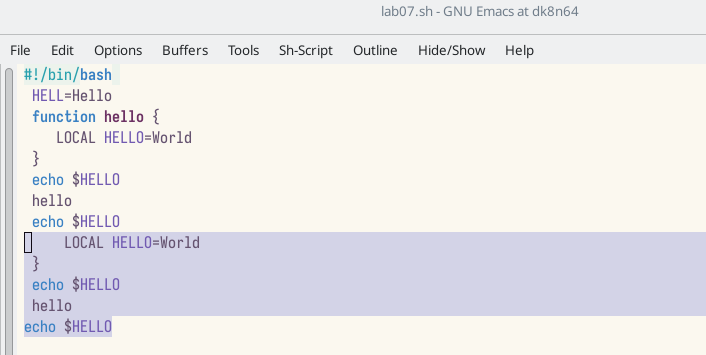 lab07.sh - GNU Emacs at dk8n64
File Edit Options Buffers Tools Sh-Script Outline Hide/Show Help
#!/bin/bash
HELL=Hello
function hello {
LOCAL HELLO=World
}
echo $HELLO
hello
echo $HELLO
LOCAL HELLO=World
}
echo $HELLO
hello
echo $HELLO